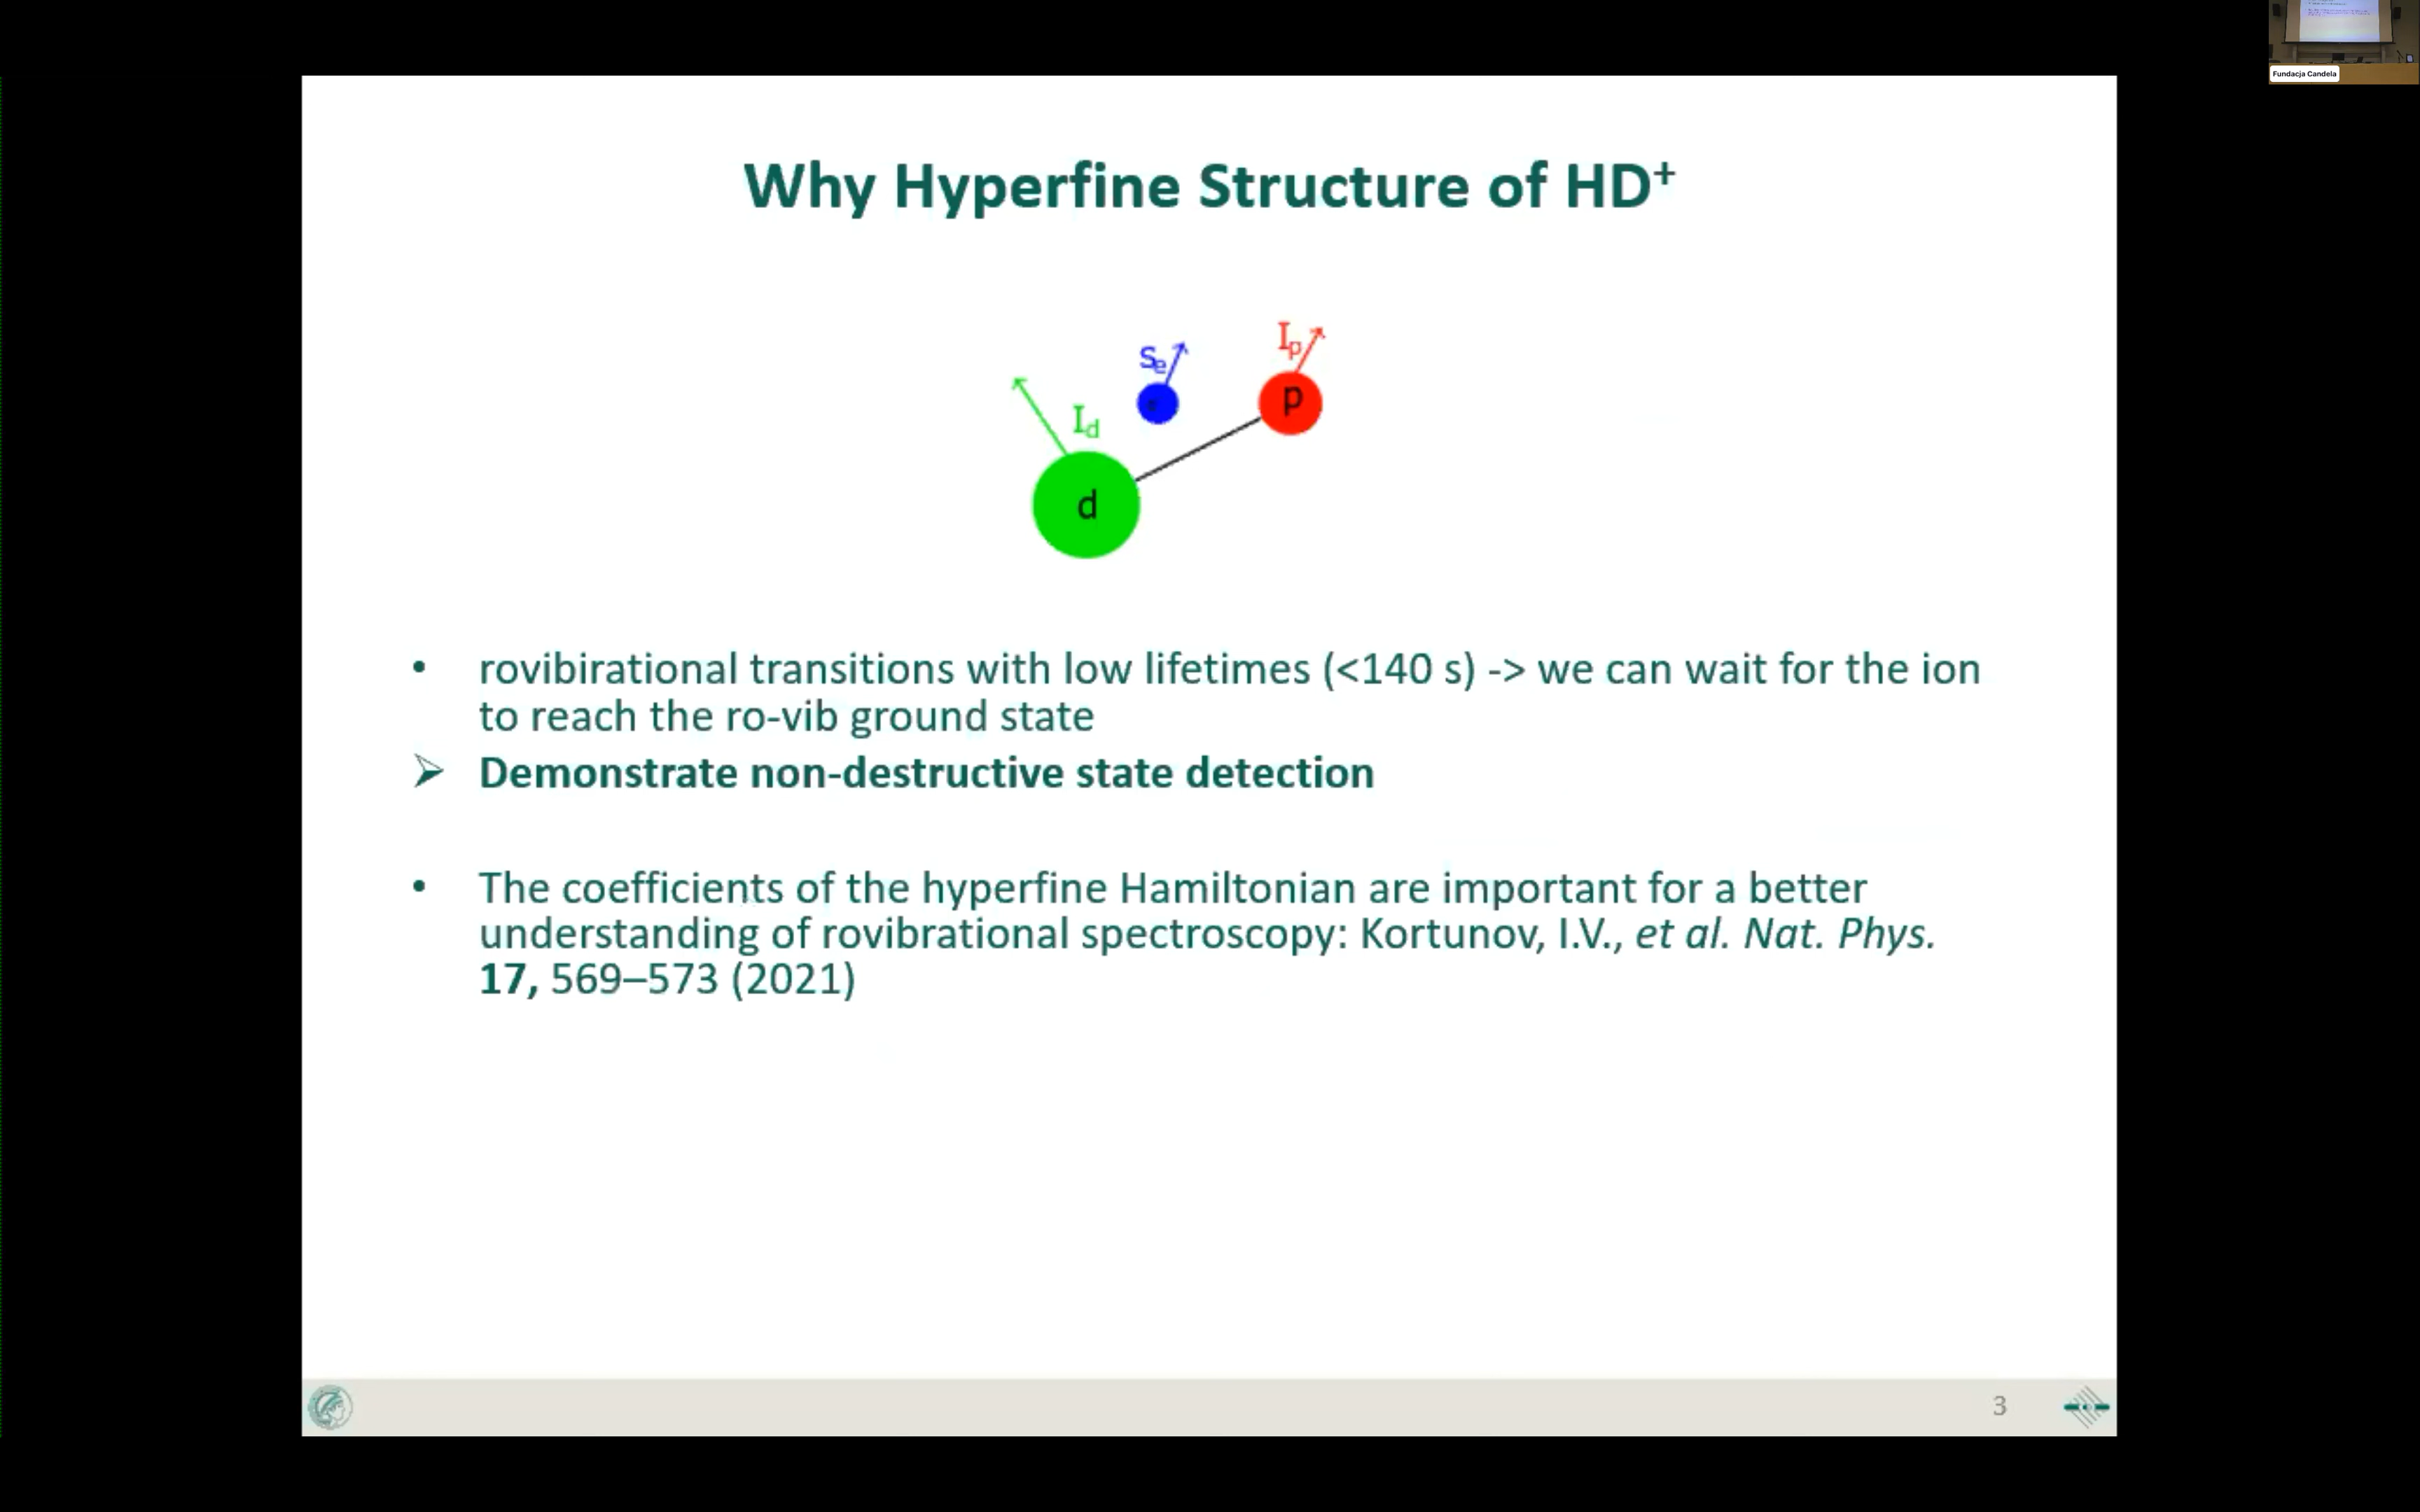 Fundacja Candela
Why Hyperfine Structure of HD⁺
Se
Ip
Id
p
d
• rovibirational transitions with low lifetimes (<140 s) -> we can wait for the ion
to reach the ro-vib ground state
➢ Demonstrate non-destructive state detection
• The coefficients of the hyperfine Hamiltonian are important for a better
understanding of rovibrational spectroscopy: Kortunov, I.V., et al. Nat. Phys.
17, 569–573 (2021)
3